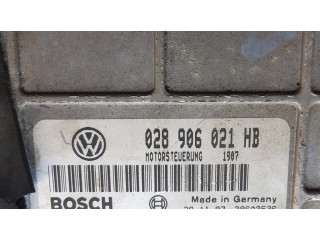 028 906 021 HB
MOTORSTEUERUNG 1907
Made in Germany
BOSCH